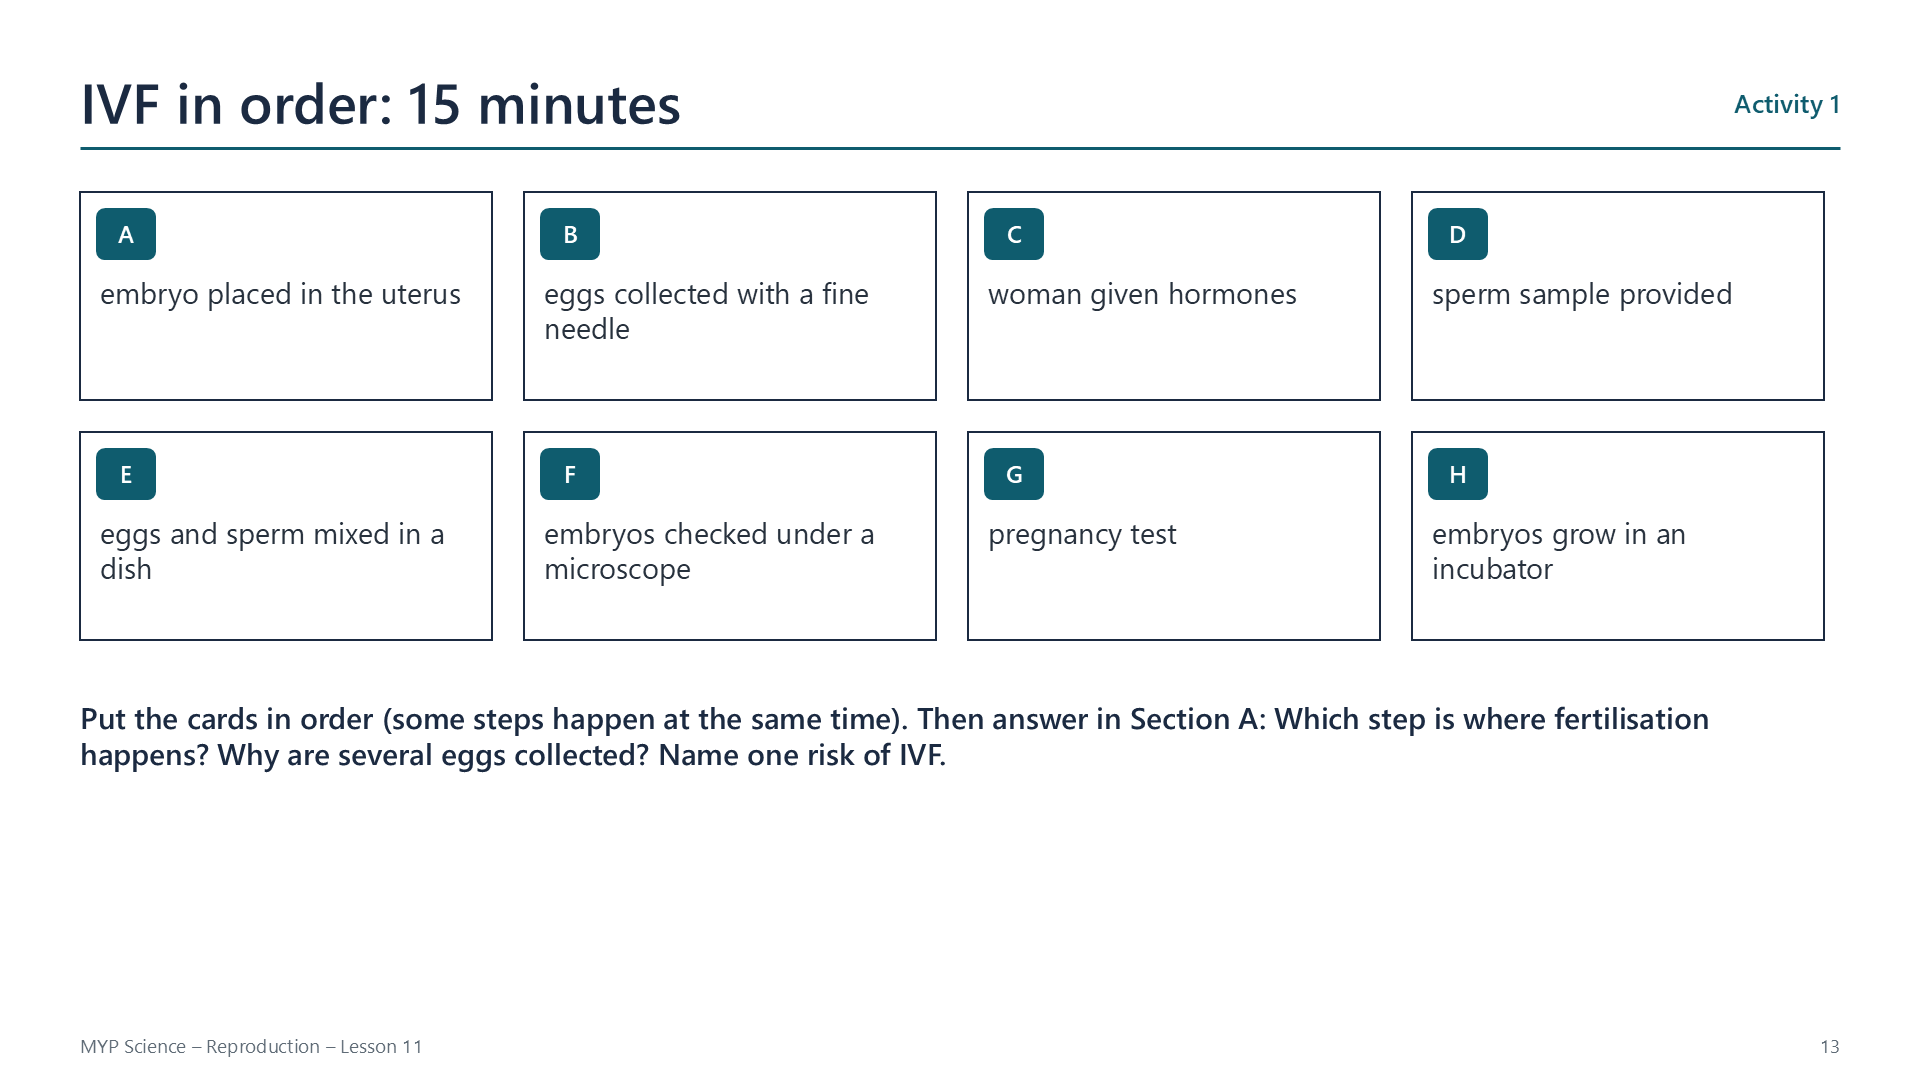 IVF in order: 15 minutes
Activity 1
A
embryo placed in the uterus
B
eggs collected with a fine
needle
C
woman given hormones
D
sperm sample provided
E
eggs and sperm mixed in a
dish
F
embryos checked under a
microscope
G
pregnancy test
H
embryos grow in an
incubator
Put the cards in order (some steps happen at the same time). Then answer in Section A: Which step is where fertilisation
happens? Why are several eggs collected? Name one risk of IVF.
MYP Science – Reproduction – Lesson 11
13